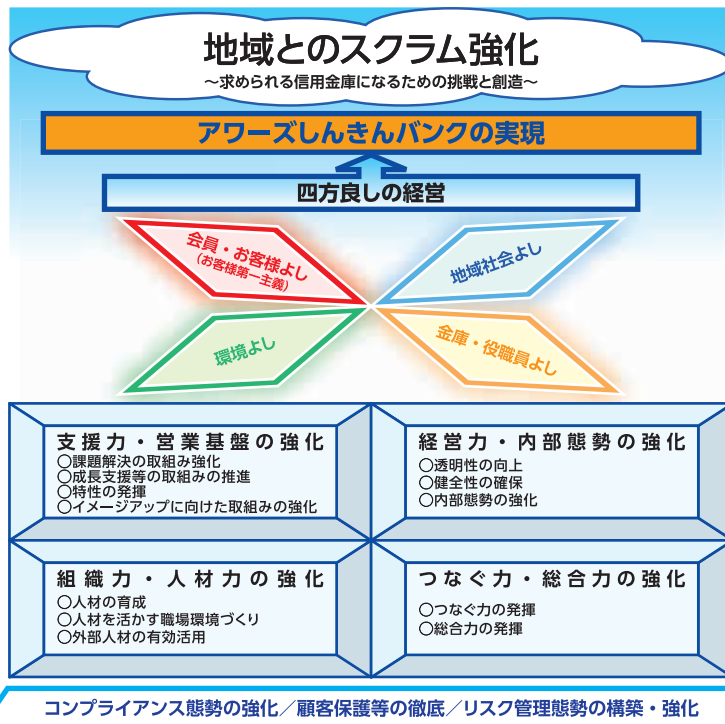 地域とのスクラム強化
～求められる信用金庫になるための挑戦と創造～
アワーズしんきんバンクの実現
四方良しの経営
会員・お客様よし
(お客様第一主義)
地域社会よし
環境よし
金庫・役職員よし
支援力・営業基盤の強化
○課題解決の取組み強化
○成長支援等の取組みの推進
○特性の発揮
○イメージアップに向けた取組みの強化
経営力・内部態勢の強化
○透明性の向上
○健全性の確保
○内部態勢の強化
組織力・人材力の強化
○人材の育成
○人材を活かす職場環境づくり
○外部人材の有効活用
つなぐ力・総合力の強化
○つなぐ力の発揮
○総合力の発揮
コンプライアンス態勢の強化／顧客保護等の徹底／リスク管理態勢の構築・強化